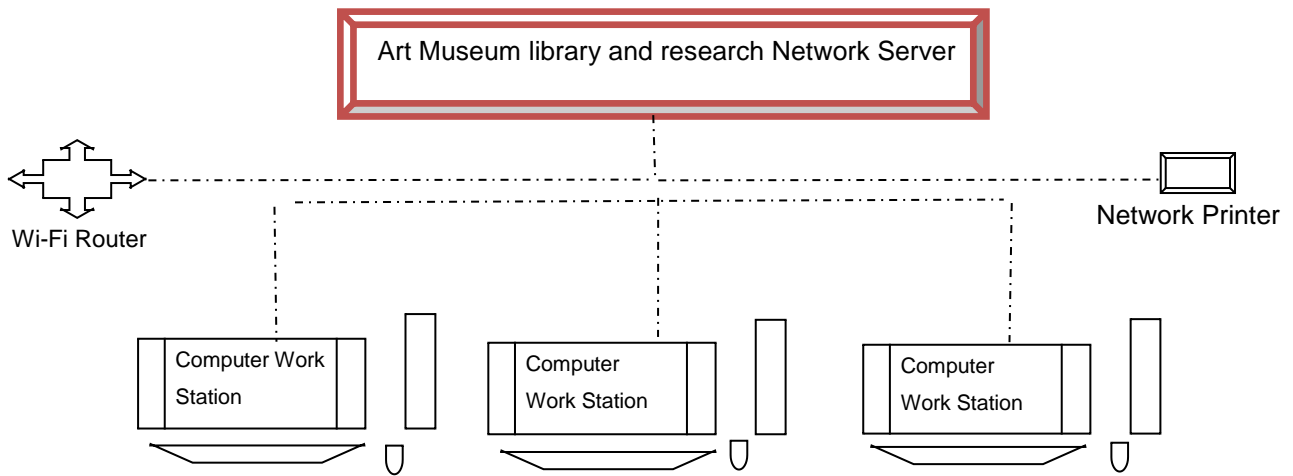 Art Museum library and research Network Server
Wi-Fi Router
Network Printer
Computer Work
Station
Computer
Work Station
Computer
Work Station